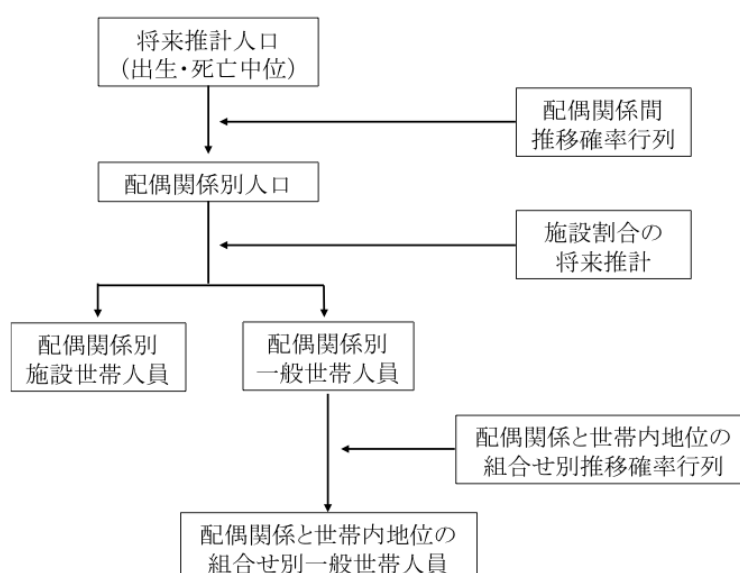 将来推計人口
（出生・死亡中位）
配偶関係間
推移確率行列
配偶関係別人口
施設割合の
将来推計
配偶関係別
施設世帯人員
配偶関係別
一般世帯人員
配偶関係と世帯内地位の
組合せ別推移確率行列
配偶関係と世帯内地位の
組合せ別一般世帯人員